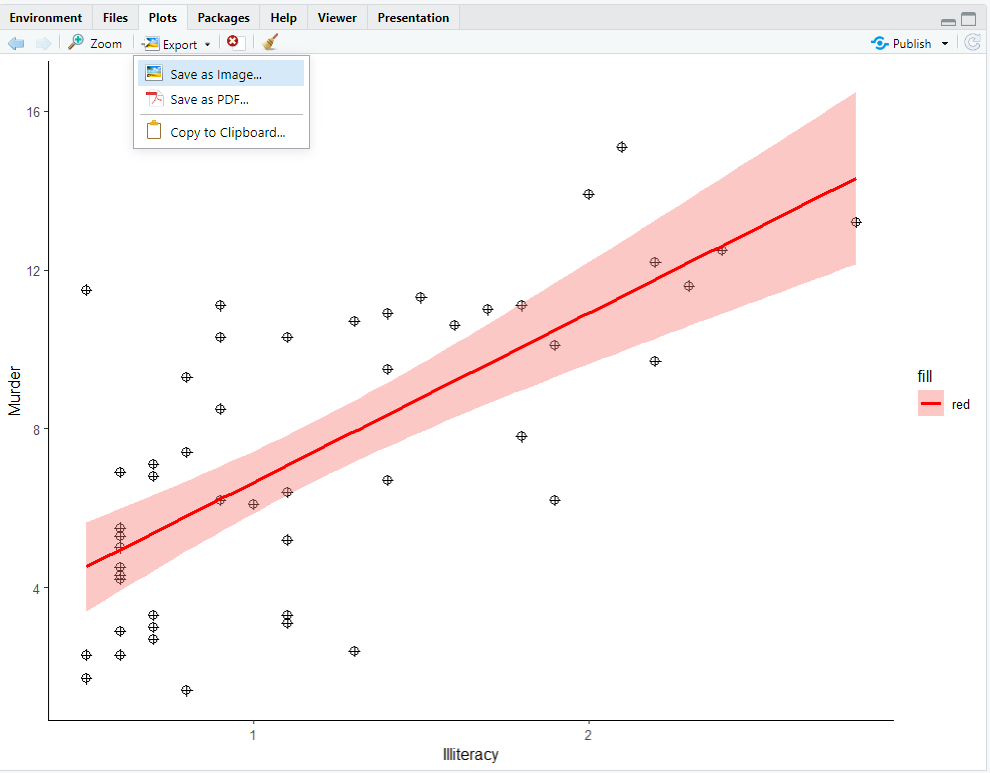 Environment Files Plots Packages Help Viewer Presentation
Zoom Export Publish
Save as Image...
Save as PDF...
Copy to Clipboard...
16
12
8
4
Murder
1 2
Illiteracy
fill
red